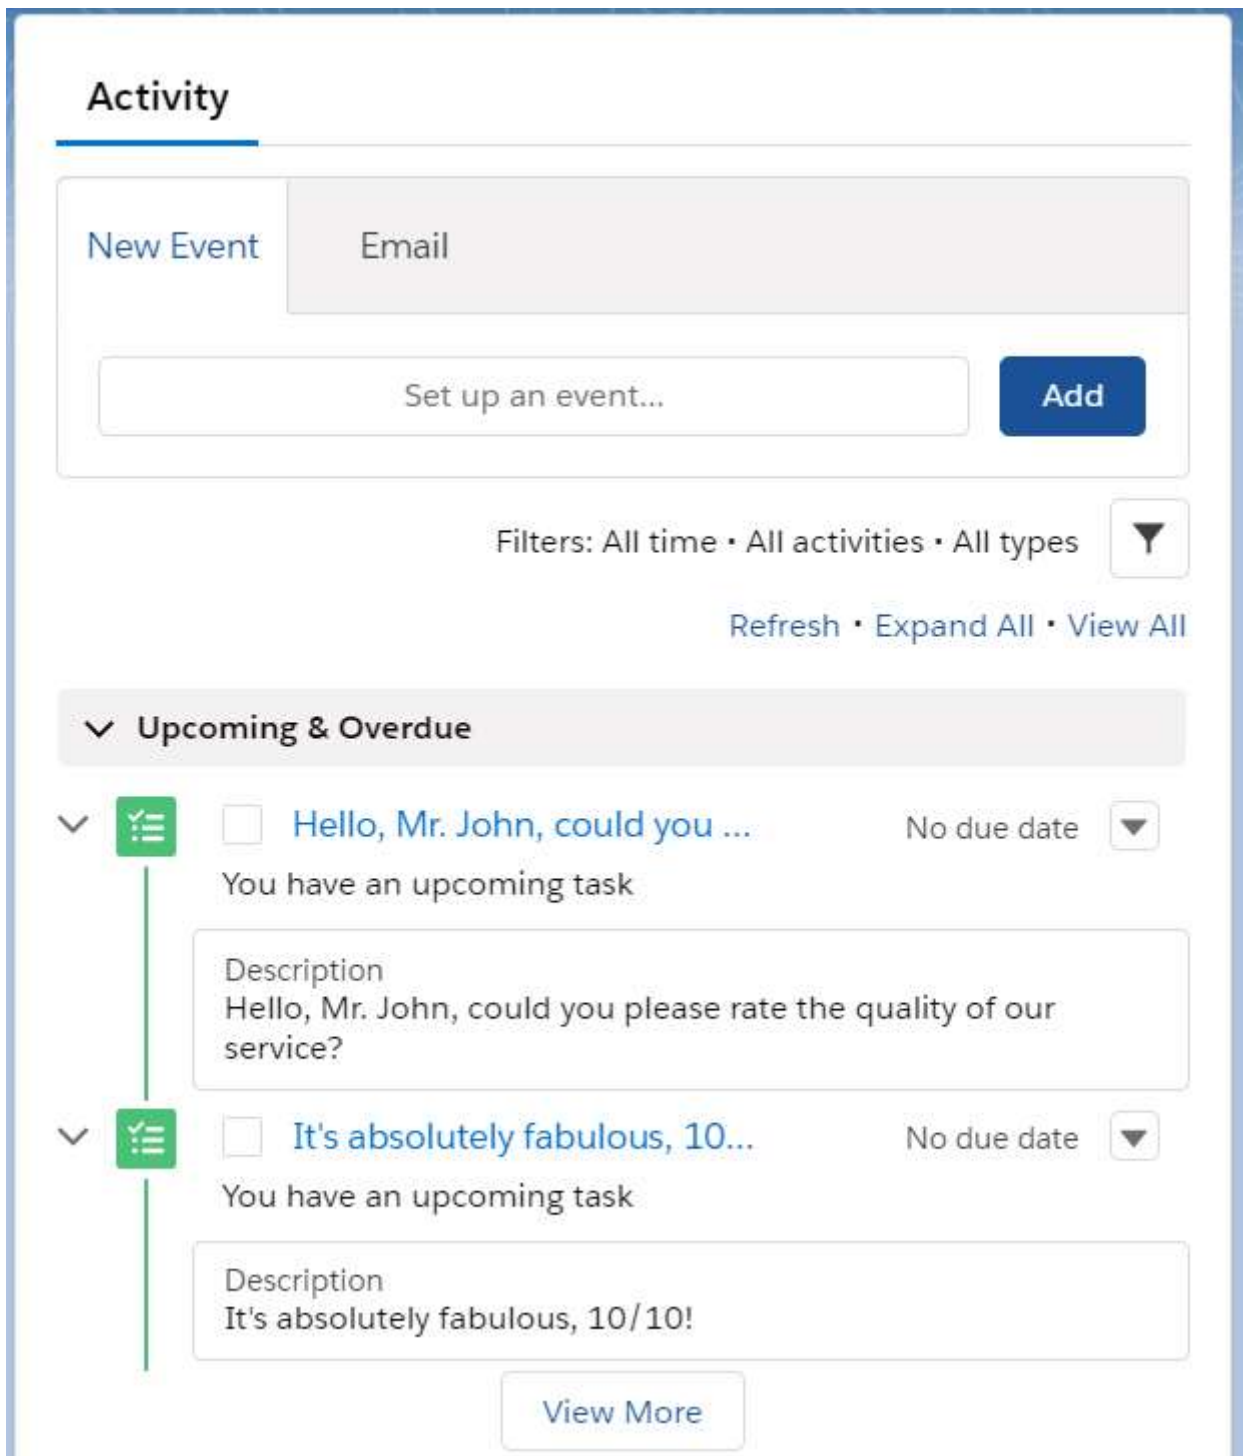 Activity
New Event
Email
Set up an event...
Add
Filters: All time • All activities • All types
Refresh • Expand All • View All
Upcoming & Overdue
Hello, Mr. John, could you ...
No due date
You have an upcoming task
Description
Hello, Mr. John, could you please rate the quality of our
service?
It's absolutely fabulous, 10...
No due date
You have an upcoming task
Description
It's absolutely fabulous, 10/10!
View More